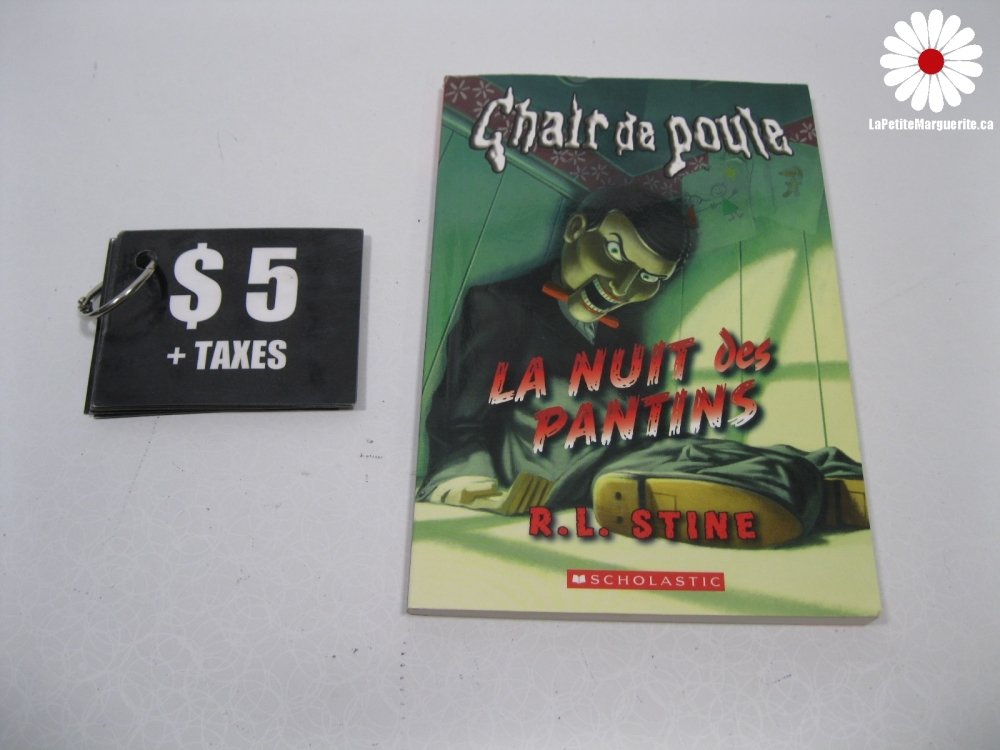 LaPetiteMarguerite.ca
$ 5
+ TAXES
Chair de poule
LA NUIT des
PANTINS
R.L. STINE
SCHOLASTIC